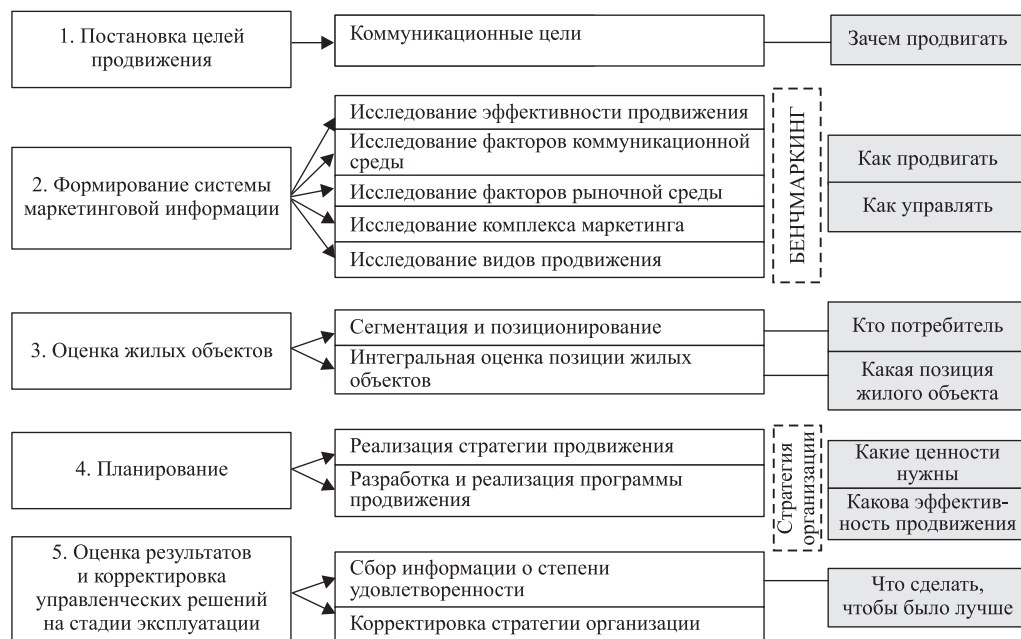 1. Постановка целей
продвижения
Коммуникационные цели
Зачем продвигать
2. Формирование системы
маркетинговой информации
Исследование эффективности продвижения
Исследование факторов коммуникационной
среды
Исследование факторов рыночной среды
Исследование комплекса маркетинга
Исследование видов продвижения
БЕНЧМАРКИНГ
Как продвигать
Как управлять
3. Оценка жилых объектов
Сегментация и позиционирование
Интегральная оценка позиции жилых
объектов
Кто потребитель
Какая позиция
жилого объекта
4. Планирование
Реализация стратегии продвижения
Разработка и реализация программы
продвижения
Стратегия
организации
Какие ценности
нужны
Какова эффектив-
ность продвижения
5. Оценка результатов
и корректировка
управленческих решений
на стадии эксплуатации
Сбор информации о степени
удовлетворенности
Корректировка стратегии организации
Что сделать,
чтобы было лучше